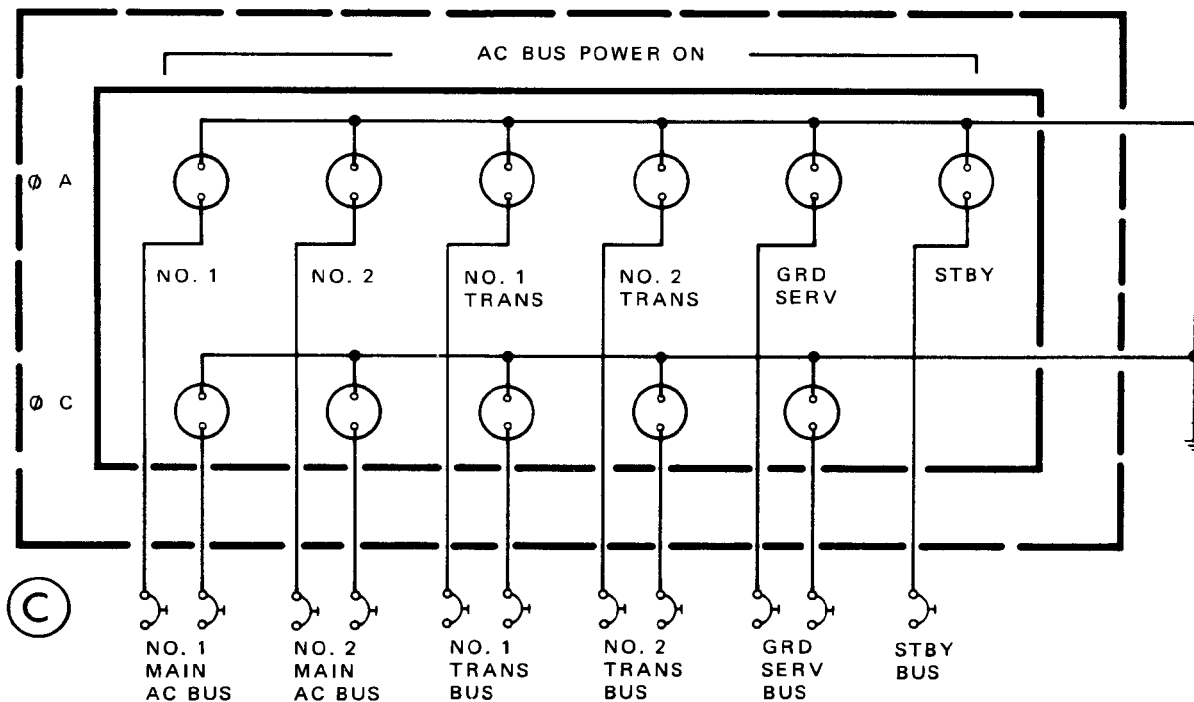 AC BUS POWER ON
Ø A
NO. 1
NO. 2
NO. 1
TRANS
NO. 2
TRANS
GRD
SERV
STBY
Ø C
C
NO. 1
MAIN
AC BUS
NO. 2
MAIN
AC BUS
NO. 1
TRANS
BUS
NO. 2
TRANS
BUS
GRD
SERV
BUS
STBY
BUS